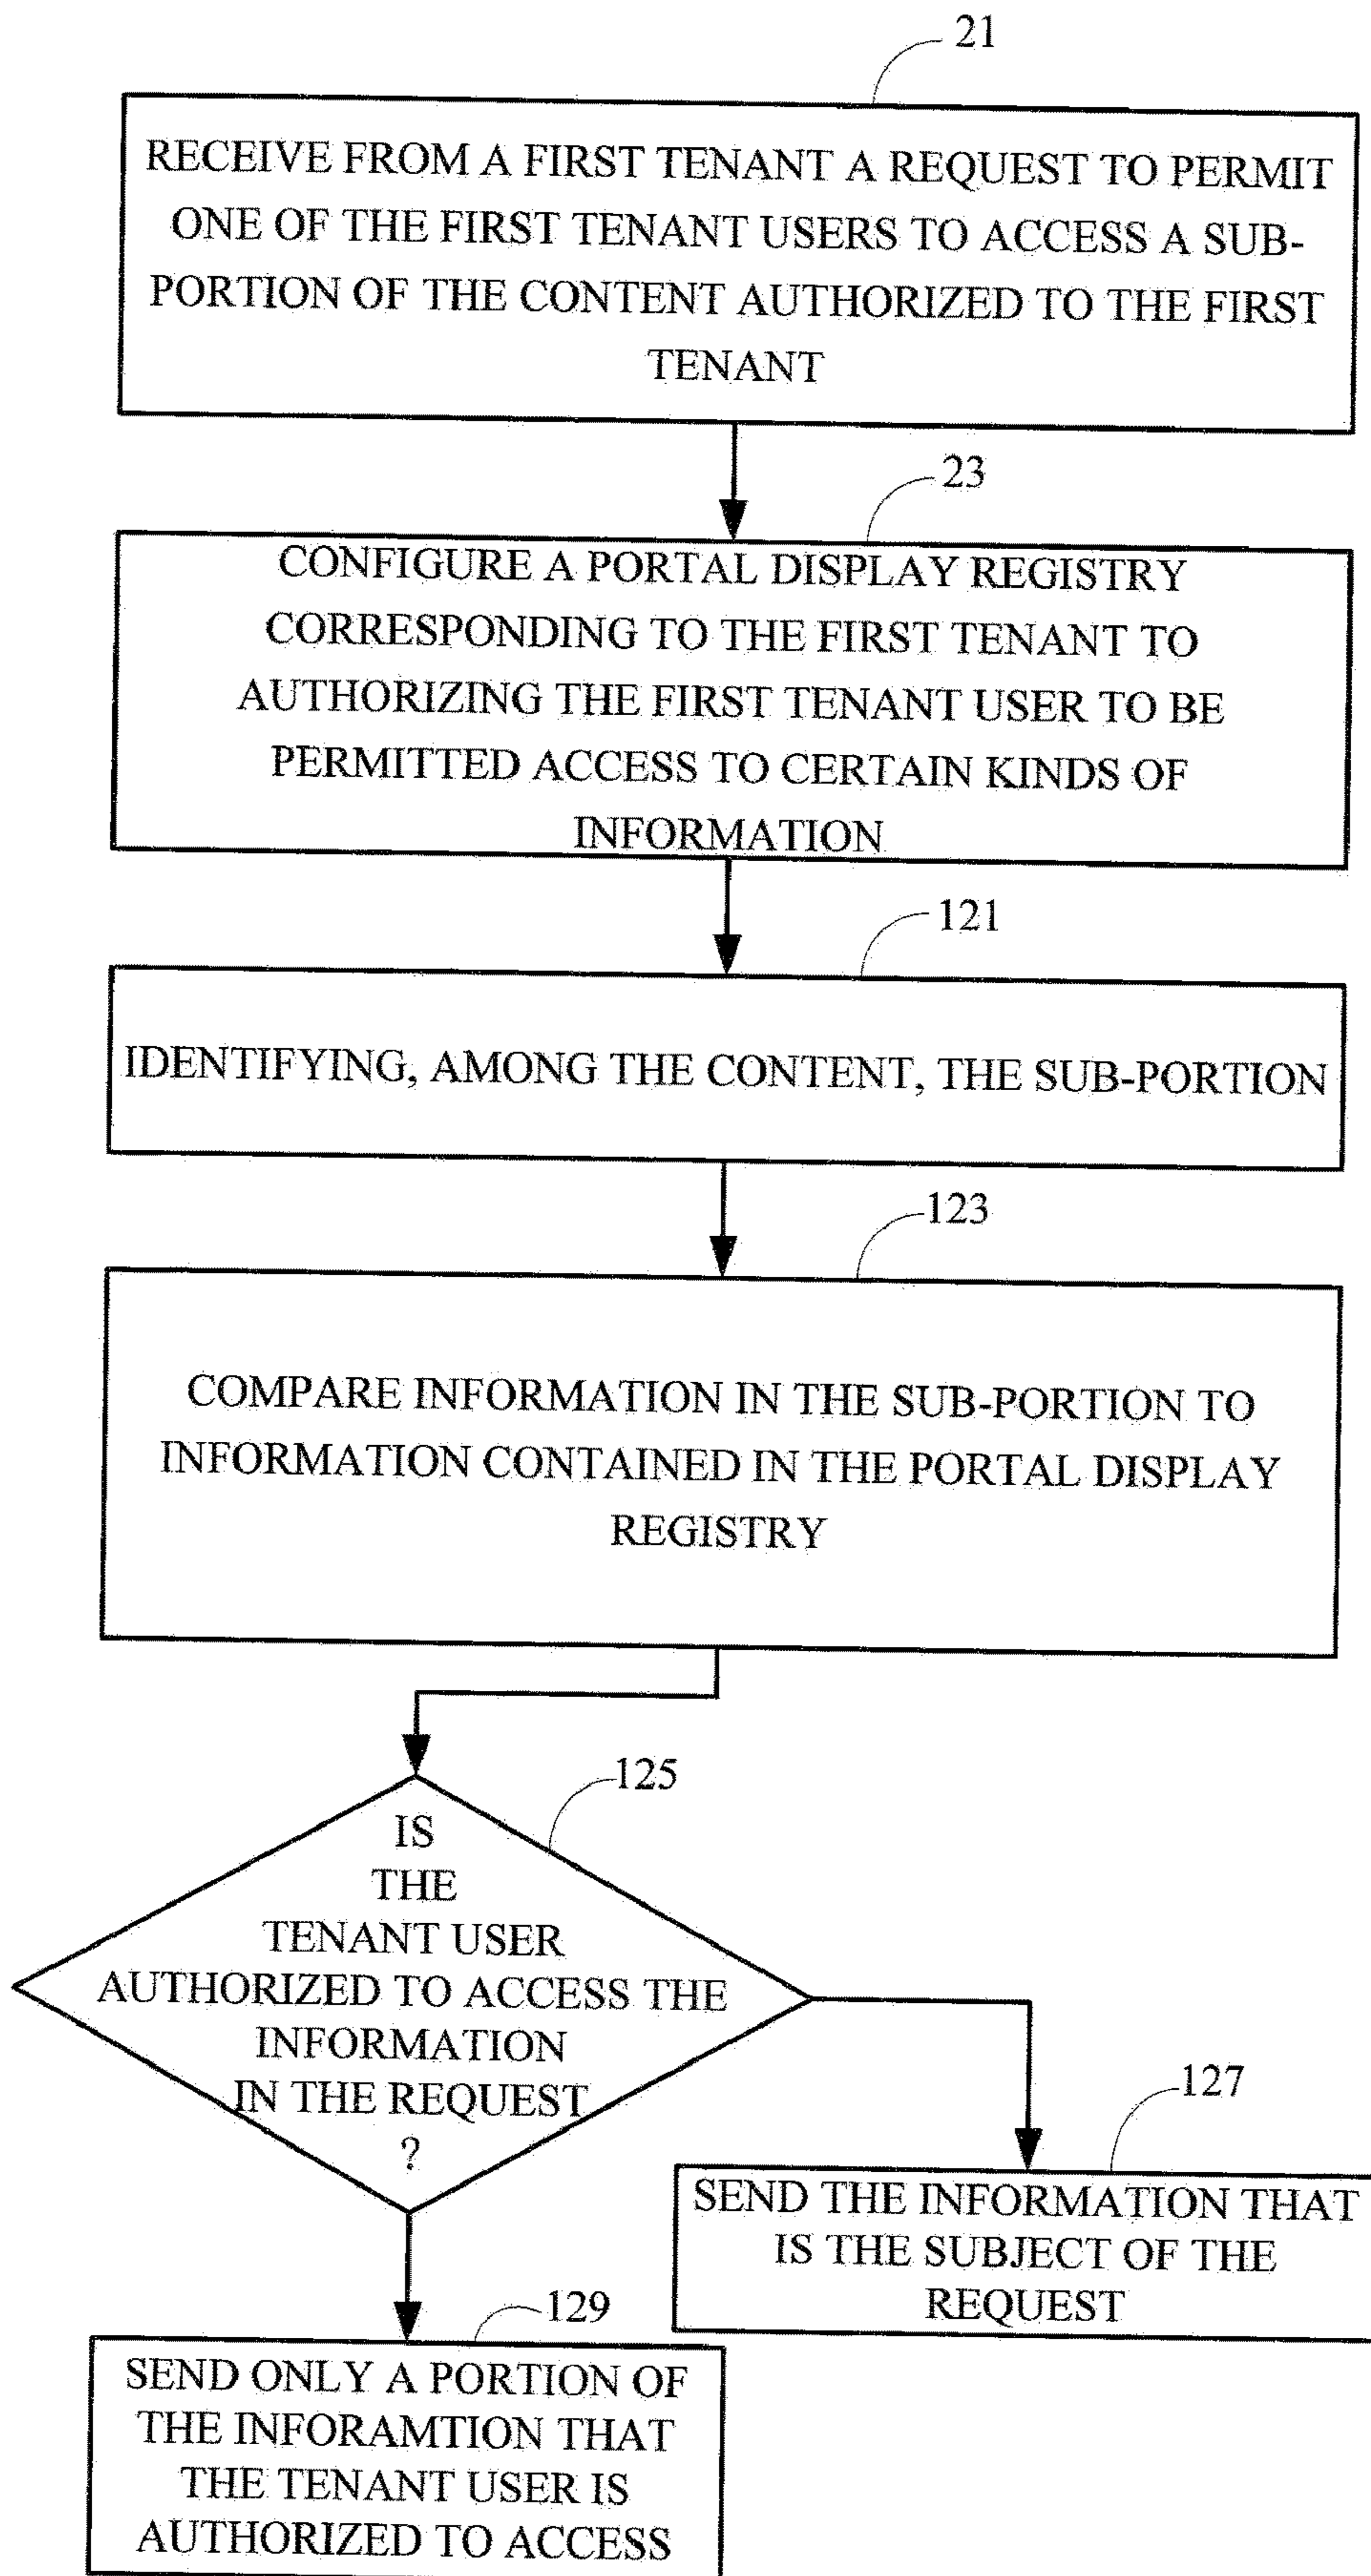 21
RECEIVE FROM A FIRST TENANT A REQUEST TO PERMIT
ONE OF THE FIRST TENANT USERS TO ACCESS A SUB-
PORTION OF THE CONTENT AUTHORIZED TO THE FIRST
TENANT
23
CONFIGURE A PORTAL DISPLAY REGISTRY
CORRESPONDING TO THE FIRST TENANT TO
AUTHORIZING THE FIRST TENANT USER TO BE
PERMITTED ACCESS TO CERTAIN KINDS OF
INFORMATION
121
IDENTIFYING, AMONG THE CONTENT, THE SUB-PORTION
123
COMPARE INFORMATION IN THE SUB-PORTION TO
INFORMATION CONTAINED IN THE PORTAL DISPLAY
REGISTRY
125
IS
THE
TENANT USER
AUTHORIZED TO ACCESS THE
INFORMATION
IN THE REQUEST
?
127
SEND THE INFORMATION THAT
IS THE SUBJECT OF THE
REQUEST
129
SEND ONLY A PORTION OF
THE INFORAMTION THAT
THE TENANT USER IS
AUTHORIZED TO ACCESS